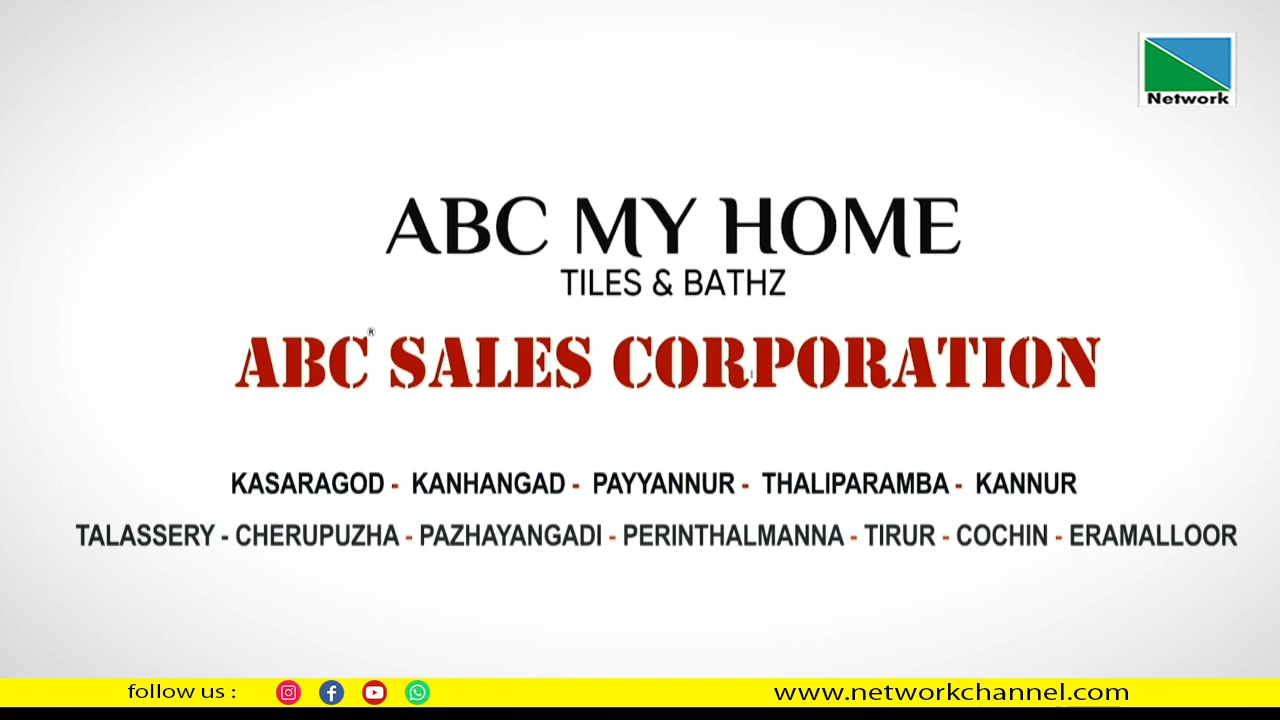 Network
ABC MY HOME
TILES & BATHZ
ABC® SALES CORPORATION
KASARAGOD - KANHANGAD - PAYYANNUR - THALIPARAMBA - KANNUR
TALASSERY - CHERUPUZHA - PAZHAYANGADI - PERINTHALMANNA - TIRUR - COCHIN - ERAMALLOOR
follow us : www.networkchannel.com